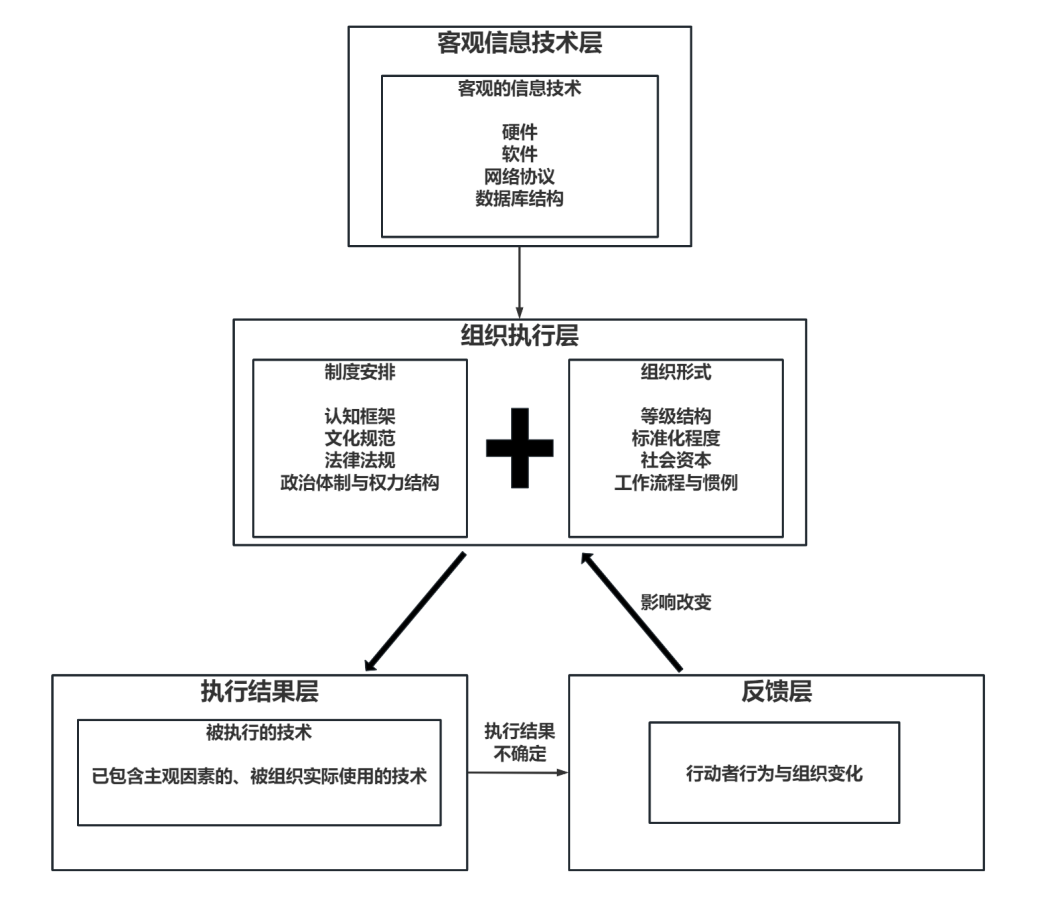 客观信息技术层
客观的信息技术
硬件
软件
网络协议
数据库结构
组织执行层
制度安排
认知框架
文化规范
法律法规
政治体制与权力结构
组织形式
等级结构
标准化程度
社会资本
工作流程与惯例
影响改变
执行结果层
被执行的技术
已包含主观因素的、被组织实际使用的技术
执行结果
不确定
反馈层
行动者行为与组织变化